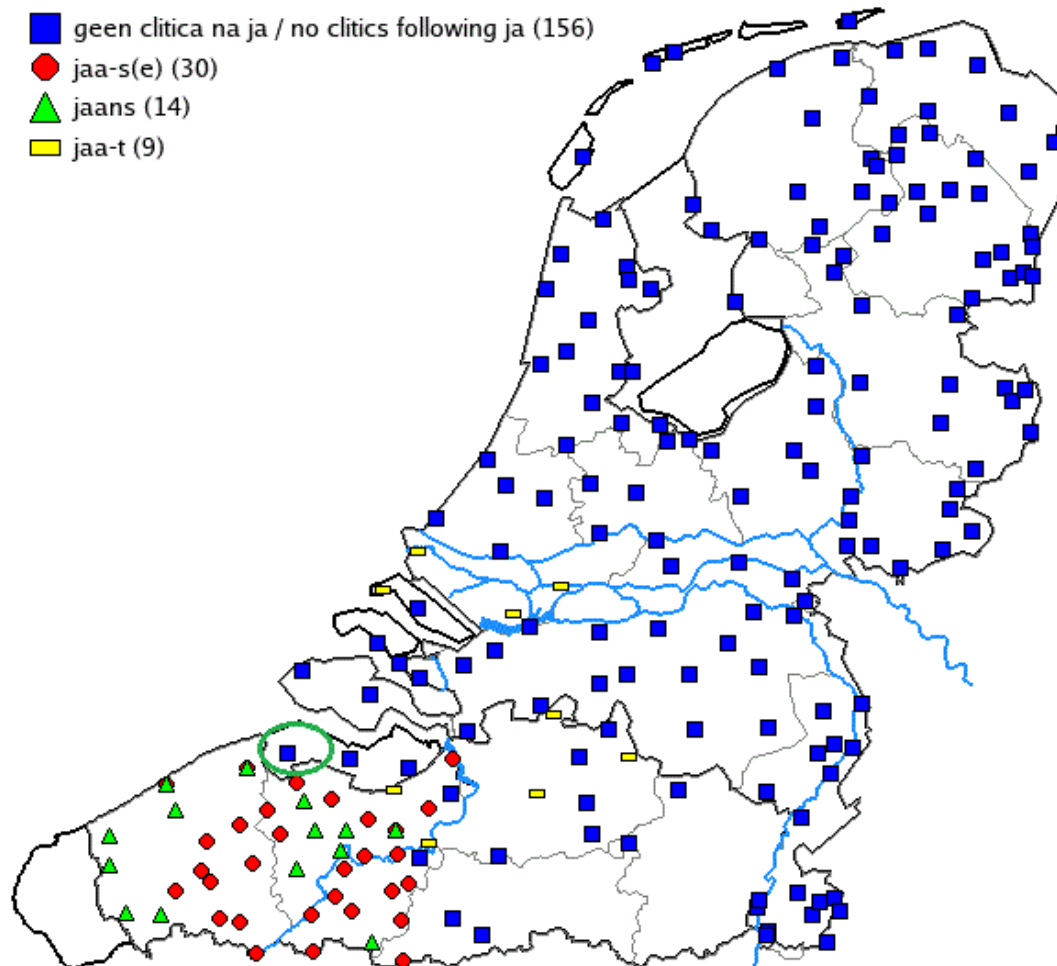 geen clitica na ja / no clitics following ja (156)
jaa-s(e) (30)
jaans (14)
jaa-t (9)